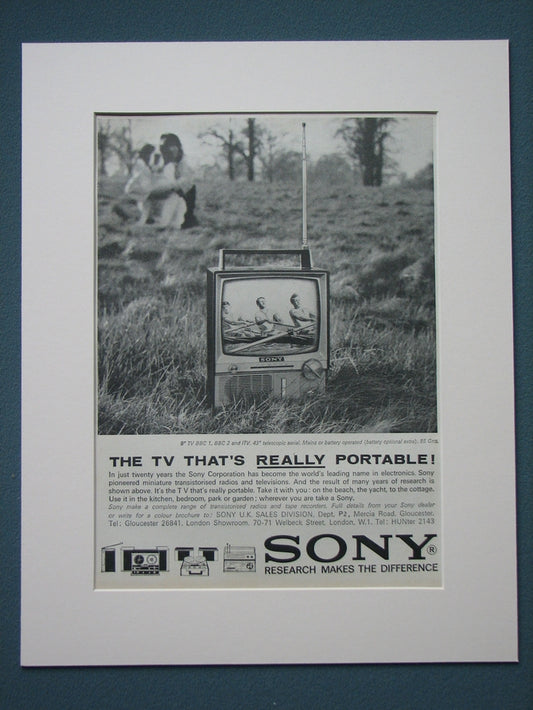 SONY
9" TV BBC 1, BBC 2 and ITV. 43" telescopic aerial. Mains or battery operated (battery optional extra). 65 Gns.
THE TV THAT'S REALLY PORTABLE!
In just twenty years the Sony Corporation has become the world's leading name in electronics. Sony
pioneered miniature transistorised radios and televisions. And the result of many years of research is
shown above. It's the TV that's really portable. Take it with you: on the beach, the yacht, to the cottage.
Use it in the kitchen, bedroom, park or garden: wherever you are take a Sony.
Sony make a complete range of transistorised radios and tape recorders. Full details from your Sony dealer
or write for a colour brochure to: SONY U.K. SALES DIVISION, Dept. P2, Mercia Road, Gloucester.
Tel: Gloucester 26841. London Showroom. 70-71 Welbeck Street, London. W.1. Tel: HUNter 2143
SONY®
RESEARCH MAKES THE DIFFERENCE